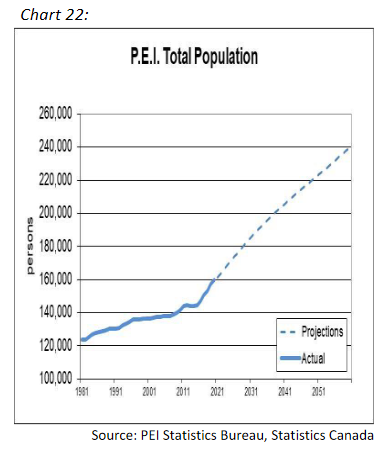 Chart 22:
P.E.I. Total Population
260,000
240,000
220,000
200,000
180,000
160,000
140,000
120,000
100,000
persons
1981 1991 2001 2011 2021 2031 2041 2051
Projections
Actual
Source: PEI Statistics Bureau, Statistics Canada